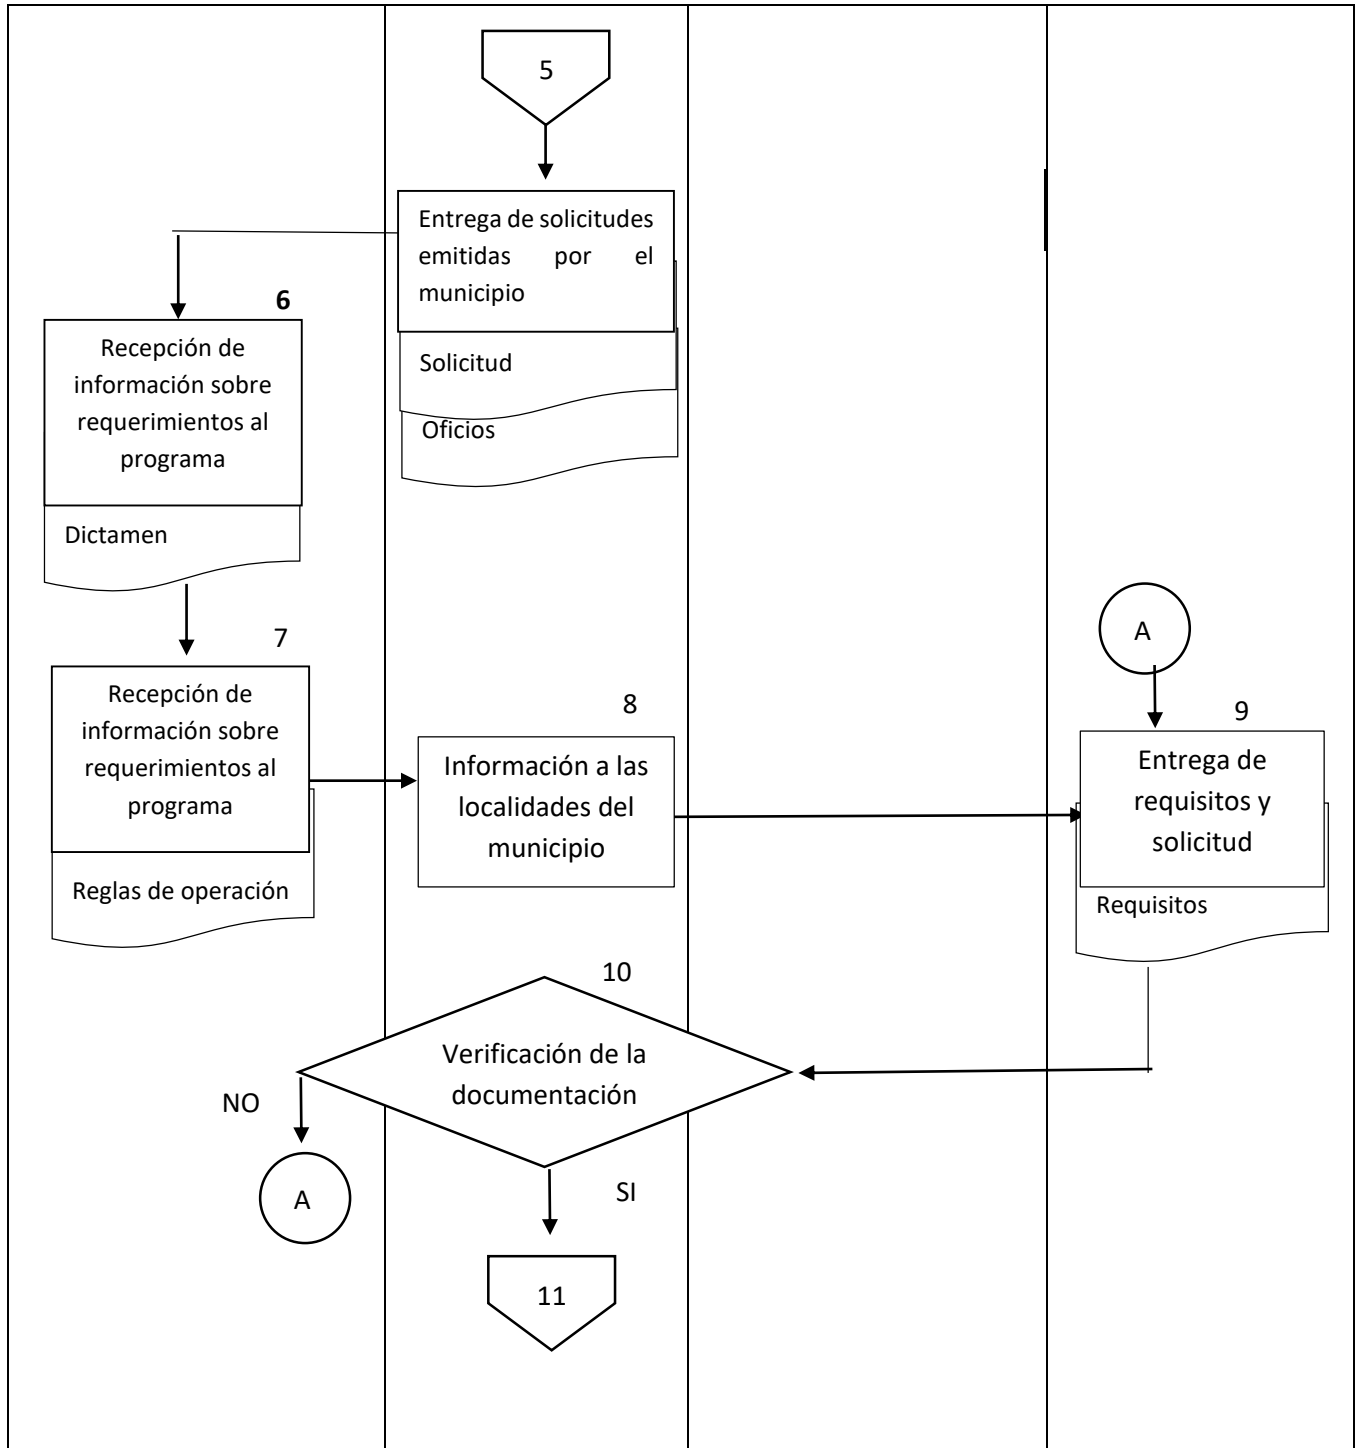 5
Entrega de solicitudes
emitidas por el
municipio
Solicitud
Oficios
6
Recepción de
información sobre
requerimientos al
programa
Dictamen
7
Recepción de
información sobre
requerimientos al
programa
Reglas de operación
8
Información a las
localidades del
municipio
A
9
Entrega de
requisitos y
solicitud
Requisitos
10
Verificación de la
documentación
NO
A
SI
11